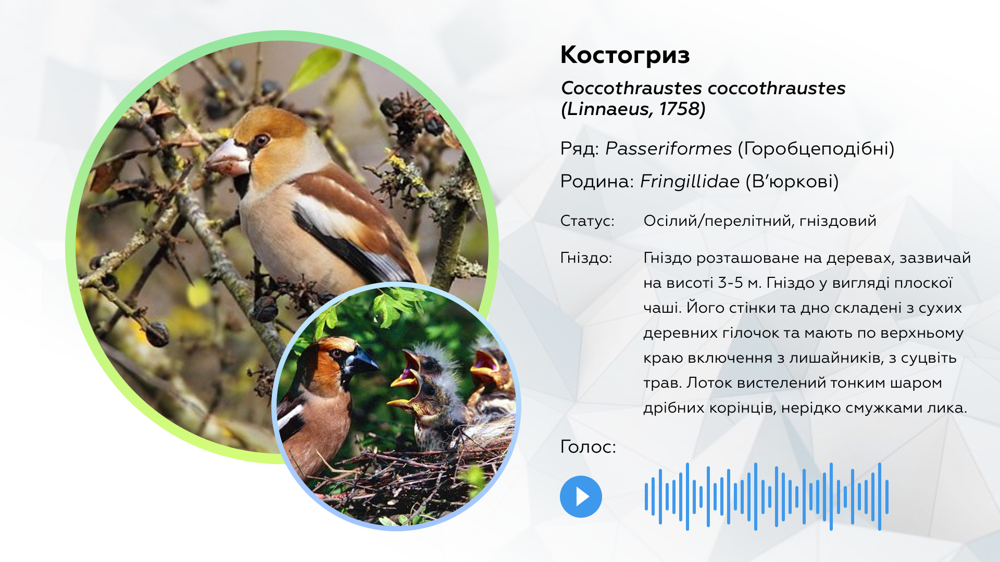 Костогриз
Coccothraustes coccothraustes
(Linnaeus, 1758)
Ряд: Passeriformes (Горобцеподібні)
Родина: Fringillidae (В’юркові)
Статус: Осілий/перелітний, гніздовий
Гніздо: Гніздо розташоване на деревах, зазвичай
на висоті 3-5 м. Гніздо у вигляді плоскої
чаші. Його стінки та дно складені з сухих
деревних гілочок та мають по верхньому
краю включення з лишайників, з суцвіть
трав. Лоток вистелений тонким шаром
дрібних корінців, нерідко смужками лика.
Голос: